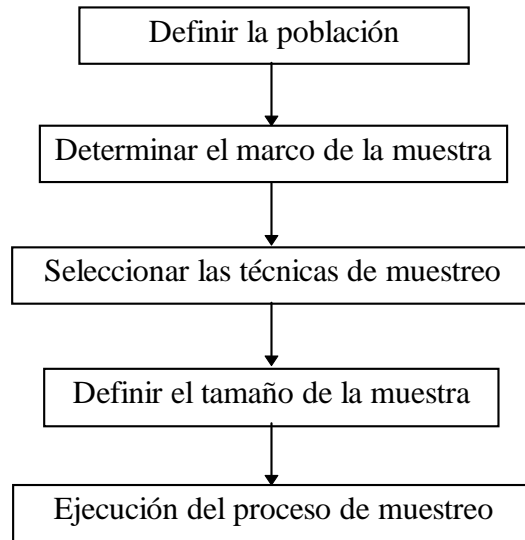 Definir la población
Determinar el marco de la muestra
Seleccionar las técnicas de muestreo
Definir el tamaño de la muestra
Ejecución del proceso de muestreo